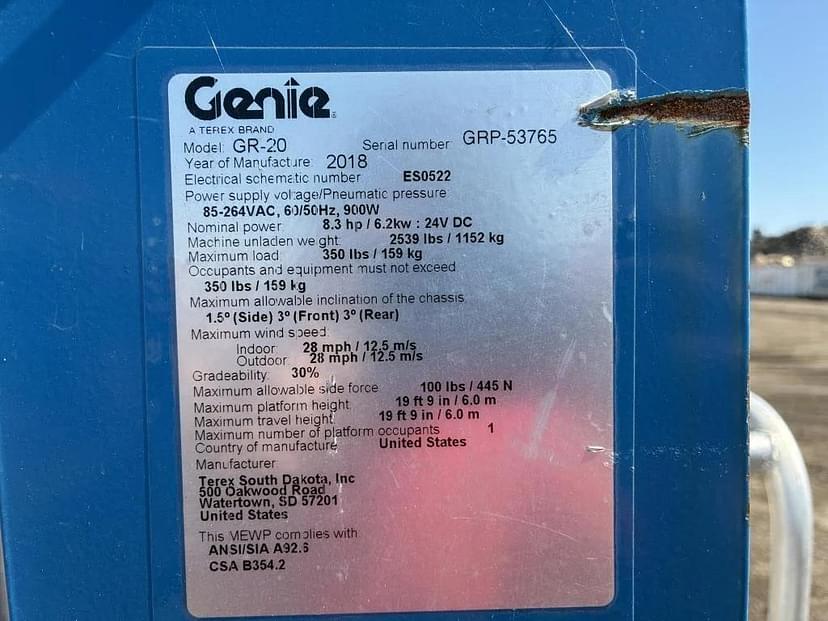 Genie
A TEREX BRAND
Model: GR-20 Serial number: GRP-53765
Year of Manufacture: 2018
Electrical schematic number: ES0522
Power supply voltage/Pneumatic pressure:
85-264VAC, 60/50Hz, 900W
Nominal power: 8.3 hp / 6.2kw : 24V DC
Machine unladen weight: 2539 lbs / 1152 kg
Maximum load: 350 lbs / 159 kg
Occupants and equipment must not exceed:
350 lbs / 159 kg
Maximum allowable inclination of the chassis:
1.5º (Side) 3º (Front) 3º (Rear)
Maximum wind speed:
Indoor: 28 mph / 12.5 m/s
Outdoor: 28 mph / 12.5 m/s
Gradeability: 30%
Maximum allowable side force: 100 lbs / 445 N
Maximum platform height: 19 ft 9 in / 6.0 m
Maximum travel height: 19 ft 9 in / 6.0 m
Maximum number of platform occupants: 1
Country of manufacture: United States
Manufacturer:
Terex South Dakota, Inc
500 Oakwood Road
Watertown, SD 57201
United States
This MEWP complies with:
ANSI/SIA A92.6
CSA B354.2